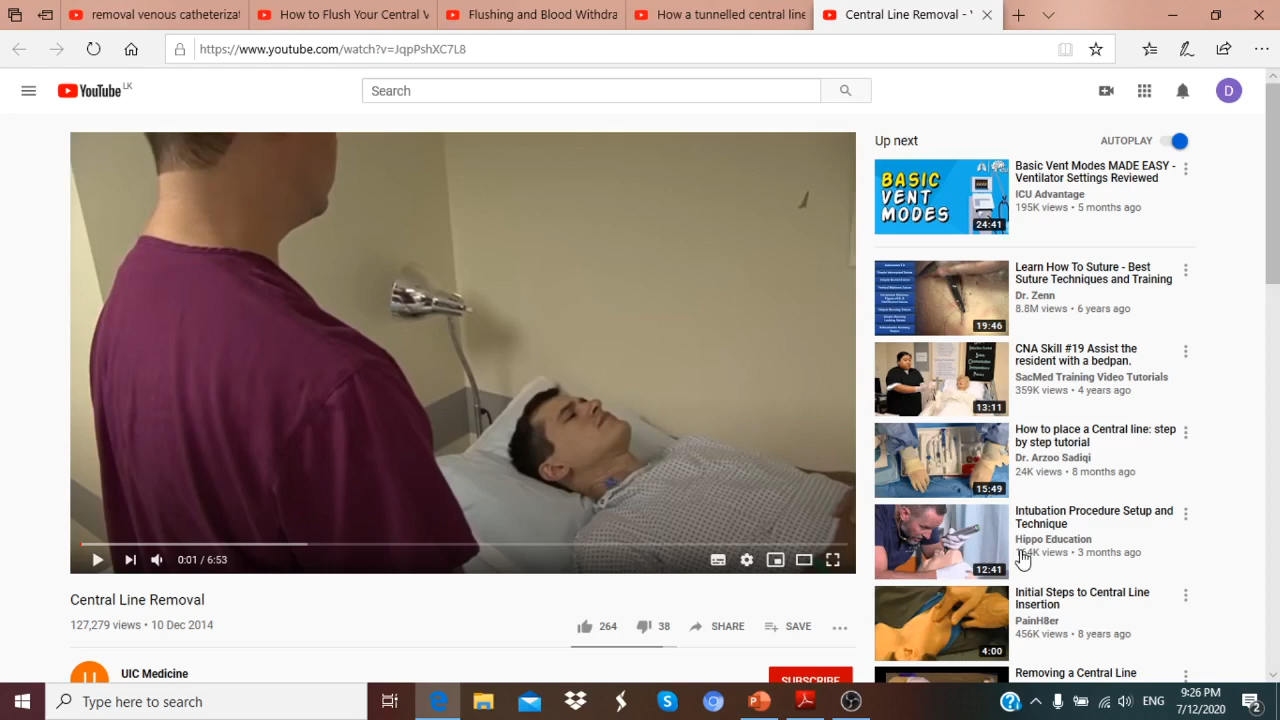 removal venous catheteriza
How to Flush Your Central V
Flushing and Blood Withdra
How a tunnelled central line
Central Line Removal - Y
https://www.youtube.com/watch?v=JqpPshXC7L8
YouTube LK
Search
D
Up next
AUTOPLAY
BASIC VENT MODES
24:41
Basic Vent Modes MADE EASY - Ventilator Settings Reviewed
ICU Advantage
195K views • 5 months ago
19:46
Learn How To Suture - Best Suture Techniques and Training
Dr. Zenn
8.8M views • 6 years ago
13:11
CNA Skill #19 Assist the resident with a bedpan.
SacMed Training Video Tutorials
359K views • 4 years ago
15:49
How to place a Central line: step by step tutorial
Dr. Arzoo Sadiqi
24K views • 8 months ago
12:41
Intubation Procedure Setup and Technique
Hippo Education
views • 3 months ago
4:00
Initial Steps to Central Line Insertion
PainH8er
456K views • 8 years ago
Removing a Central Line
0:01 / 6:53
Central Line Removal
127,279 views • 10 Dec 2014
264
38
SHARE
SAVE
UIC Medicine
SUBSCRIBE
Type here to search
ENG
9:26 PM
7/12/2020
2